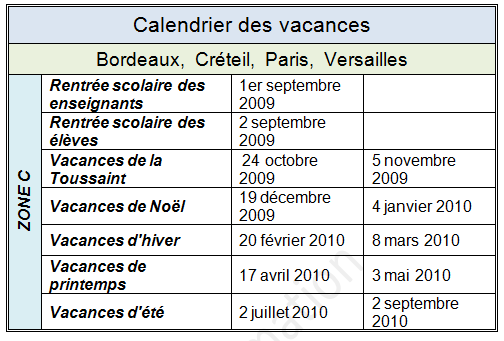 Calendrier des vacances
Bordeaux, Créteil, Paris, Versailles
ZONE C
Rentrée scolaire des
enseignants
1er septembre
2009
Rentrée scolaire des
élèves
2 septembre
2009
Vacances de la
Toussaint
24 octobre
2009
5 novembre
2009
Vacances de Noël
19 décembre
2009
4 janvier 2010
Vacances d'hiver
20 février 2010
8 mars 2010
Vacances de
printemps
17 avril 2010
3 mai 2010
Vacances d'été
2 juillet 2010
2 septembre
2010